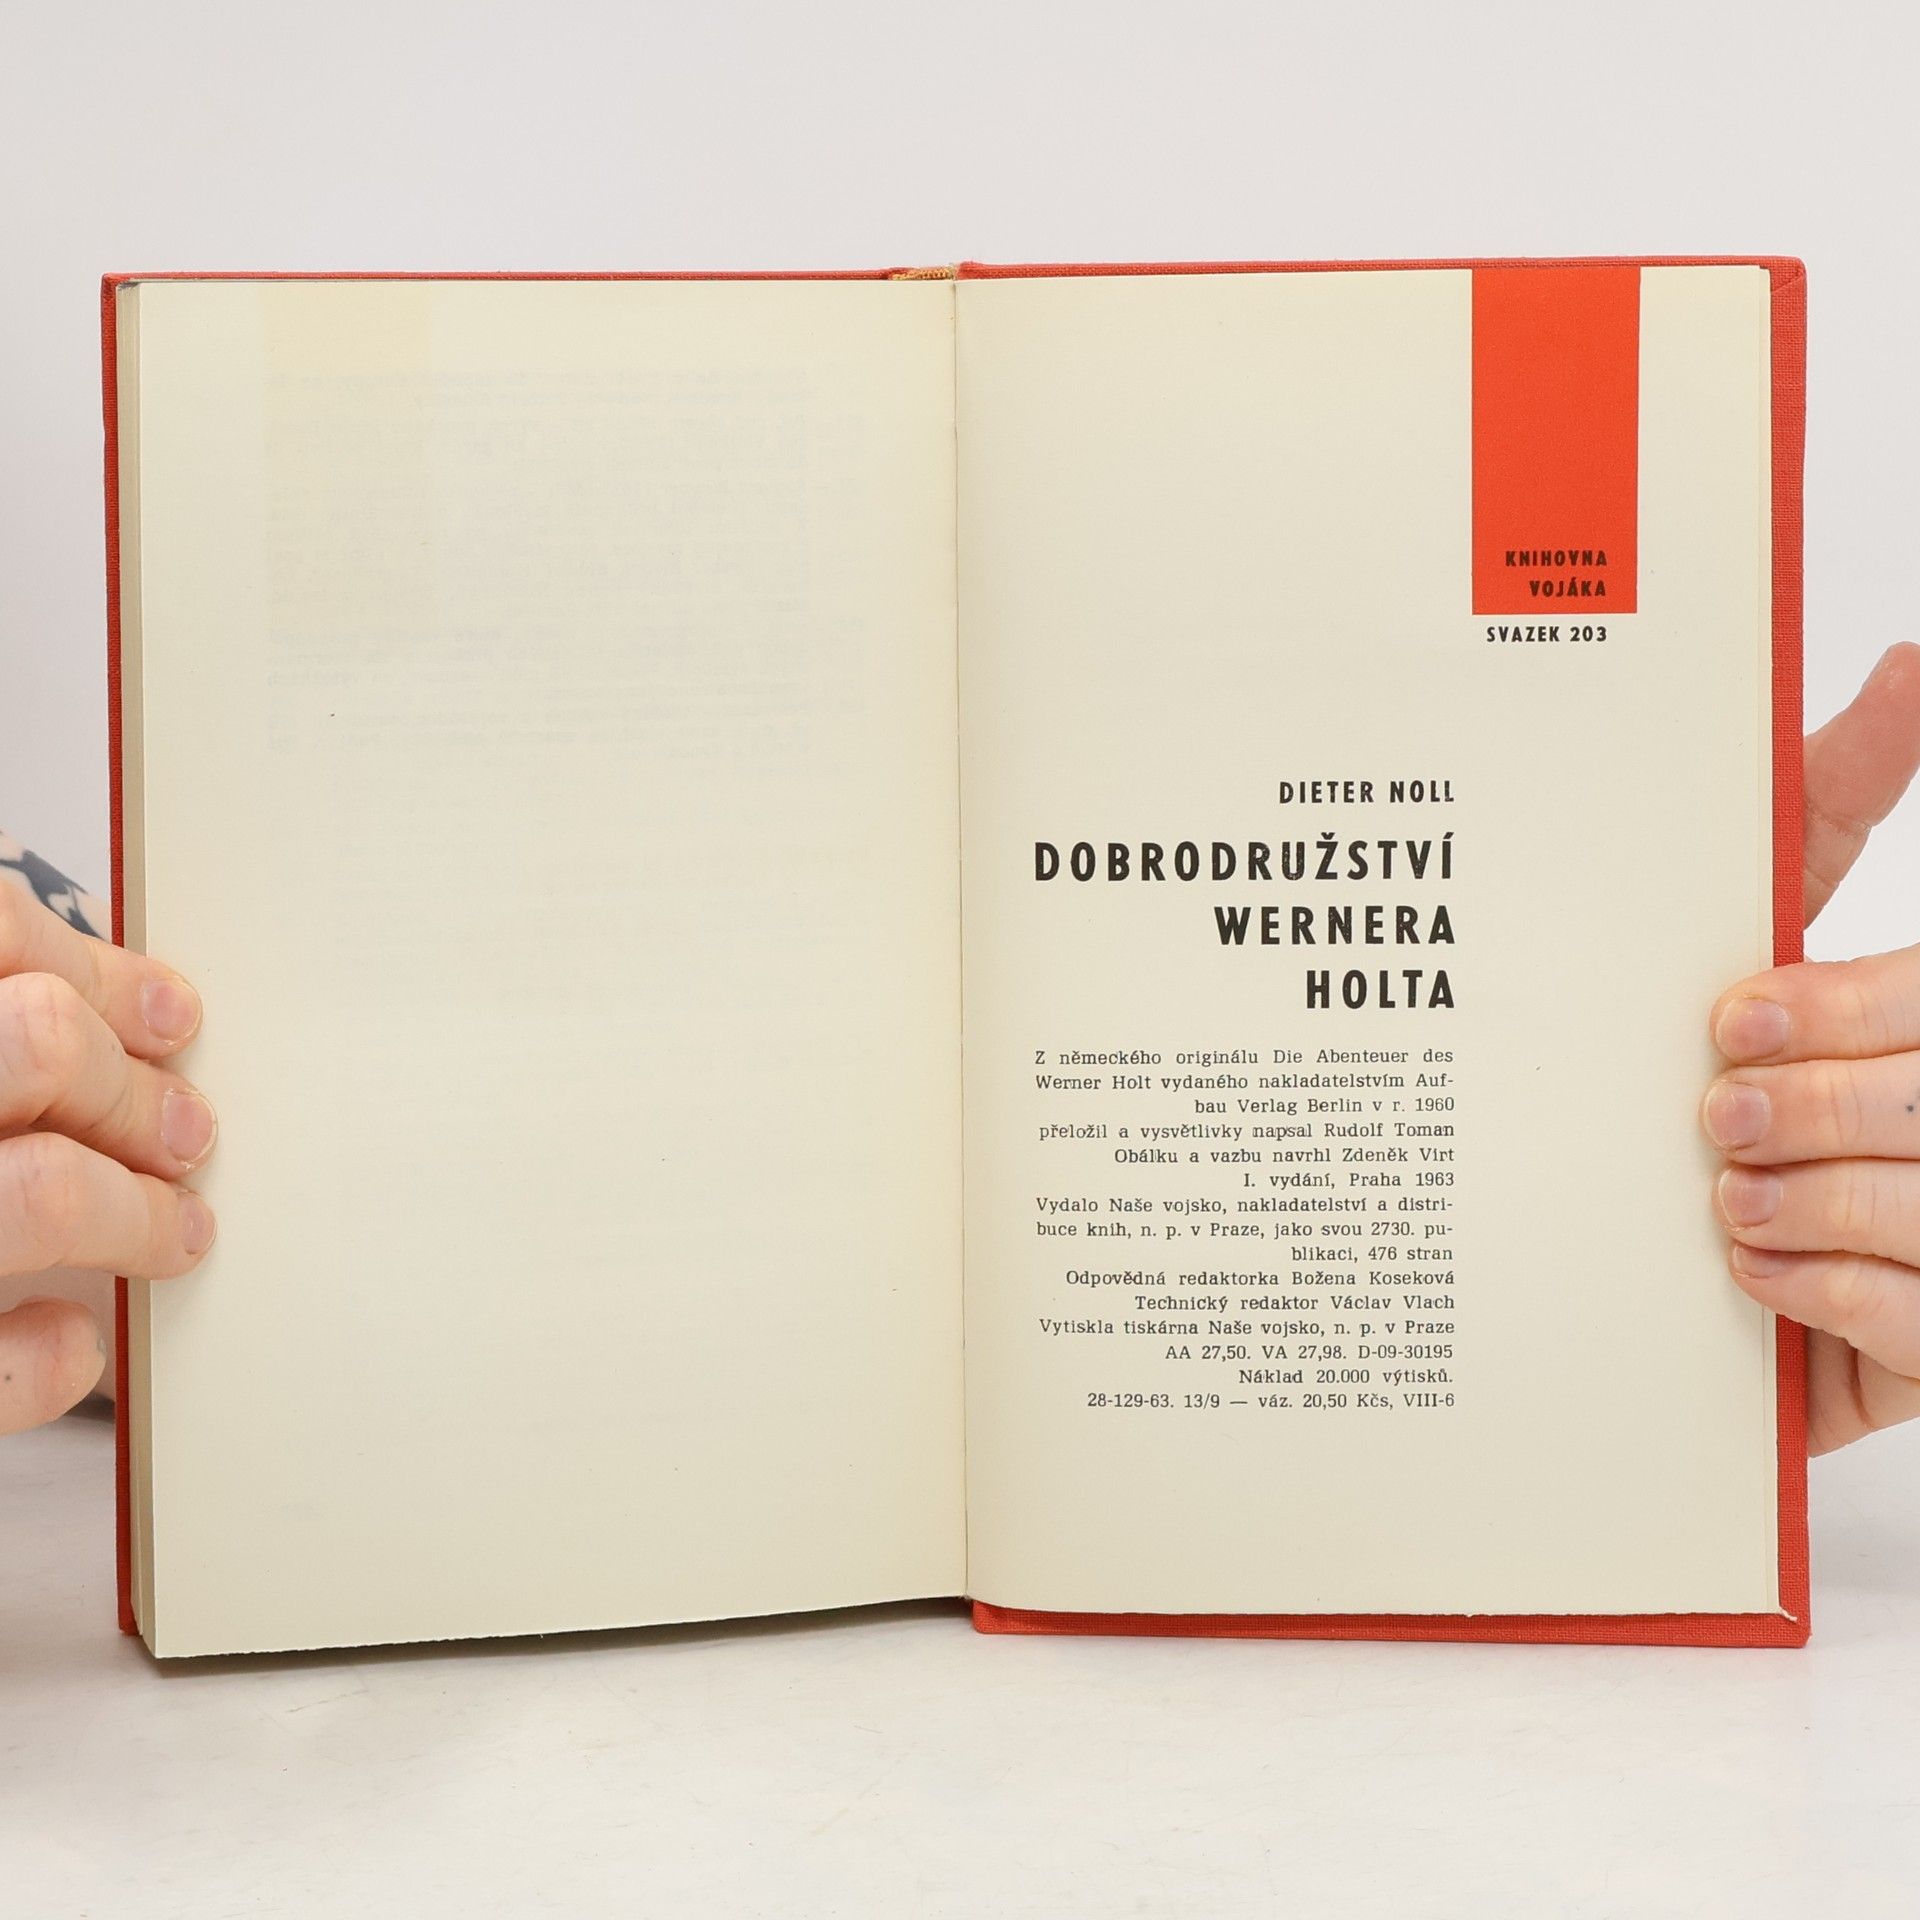 KNIHOVNA
VOJÁKA
SVAZEK 203
DIETER NOLL
DOBRODRUŽSTVÍ
WERNERA
HOLTA
Z německého originálu Die Abenteuer des
Werner Holt vydaného nakladatelstvím Auf-
bau Verlag Berlin v r. 1960
přeložil a vysvětlivky napsal Rudolf Toman
Obálku a vazbu navrhl Zdeněk Virt
I. vydání, Praha 1963
Vydalo Naše vojsko, nakladatelství a distri-
buce knih, n. p. v Praze, jako svou 2730. pu-
blikaci, 476 stran
Odpovědná redaktorka Božena Koseková
Technický redaktor Václav Vlach
Vytiskla tiskárna Naše vojsko, n. p. v Praze
AA 27,50. VA 27,98. D-09-30195
Náklad 20.000 výtisků.
28-129-63. 13/9 — váz. 20,50 Kčs, VIII-6